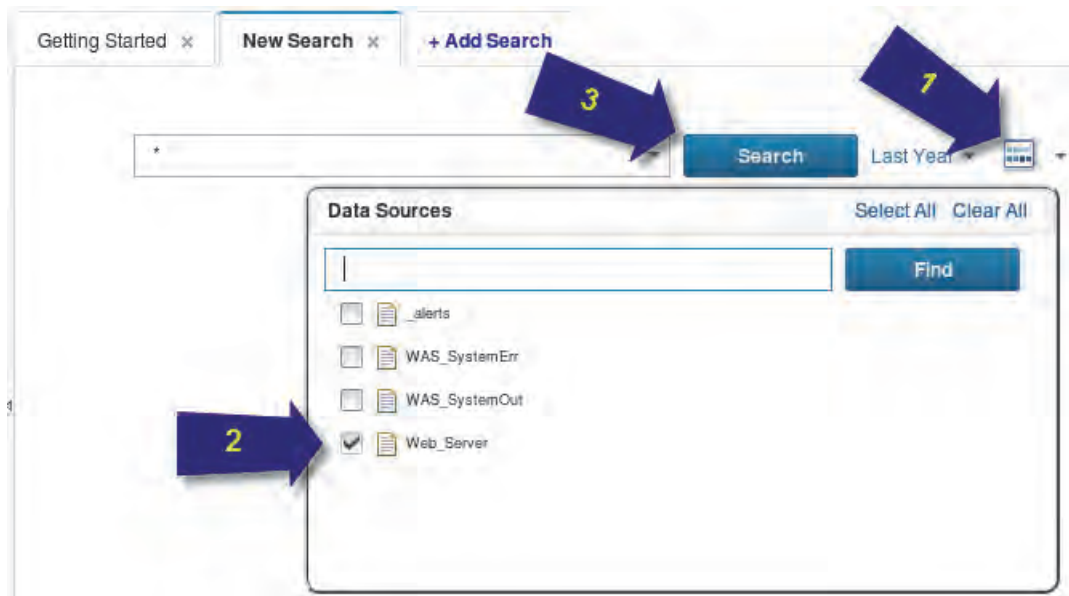 Getting Started × New Search × + Add Search
3 1
* Search Last Year
Data Sources Select All Clear All
Find
_alerts
WAS_SystemErr
WAS_SystemOut
2 Web_Server